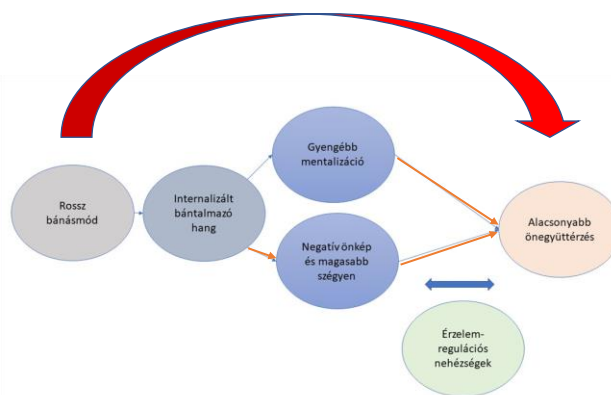 Rossz
bánásmód
Internalizált
bántalmazó
hang
Gyengébb
mentalizáció
Negatív önkép
és magasabb
szégyen
Alacsonyabb
önegyüttérzés
Érzelem-
regulációs
nehézségek